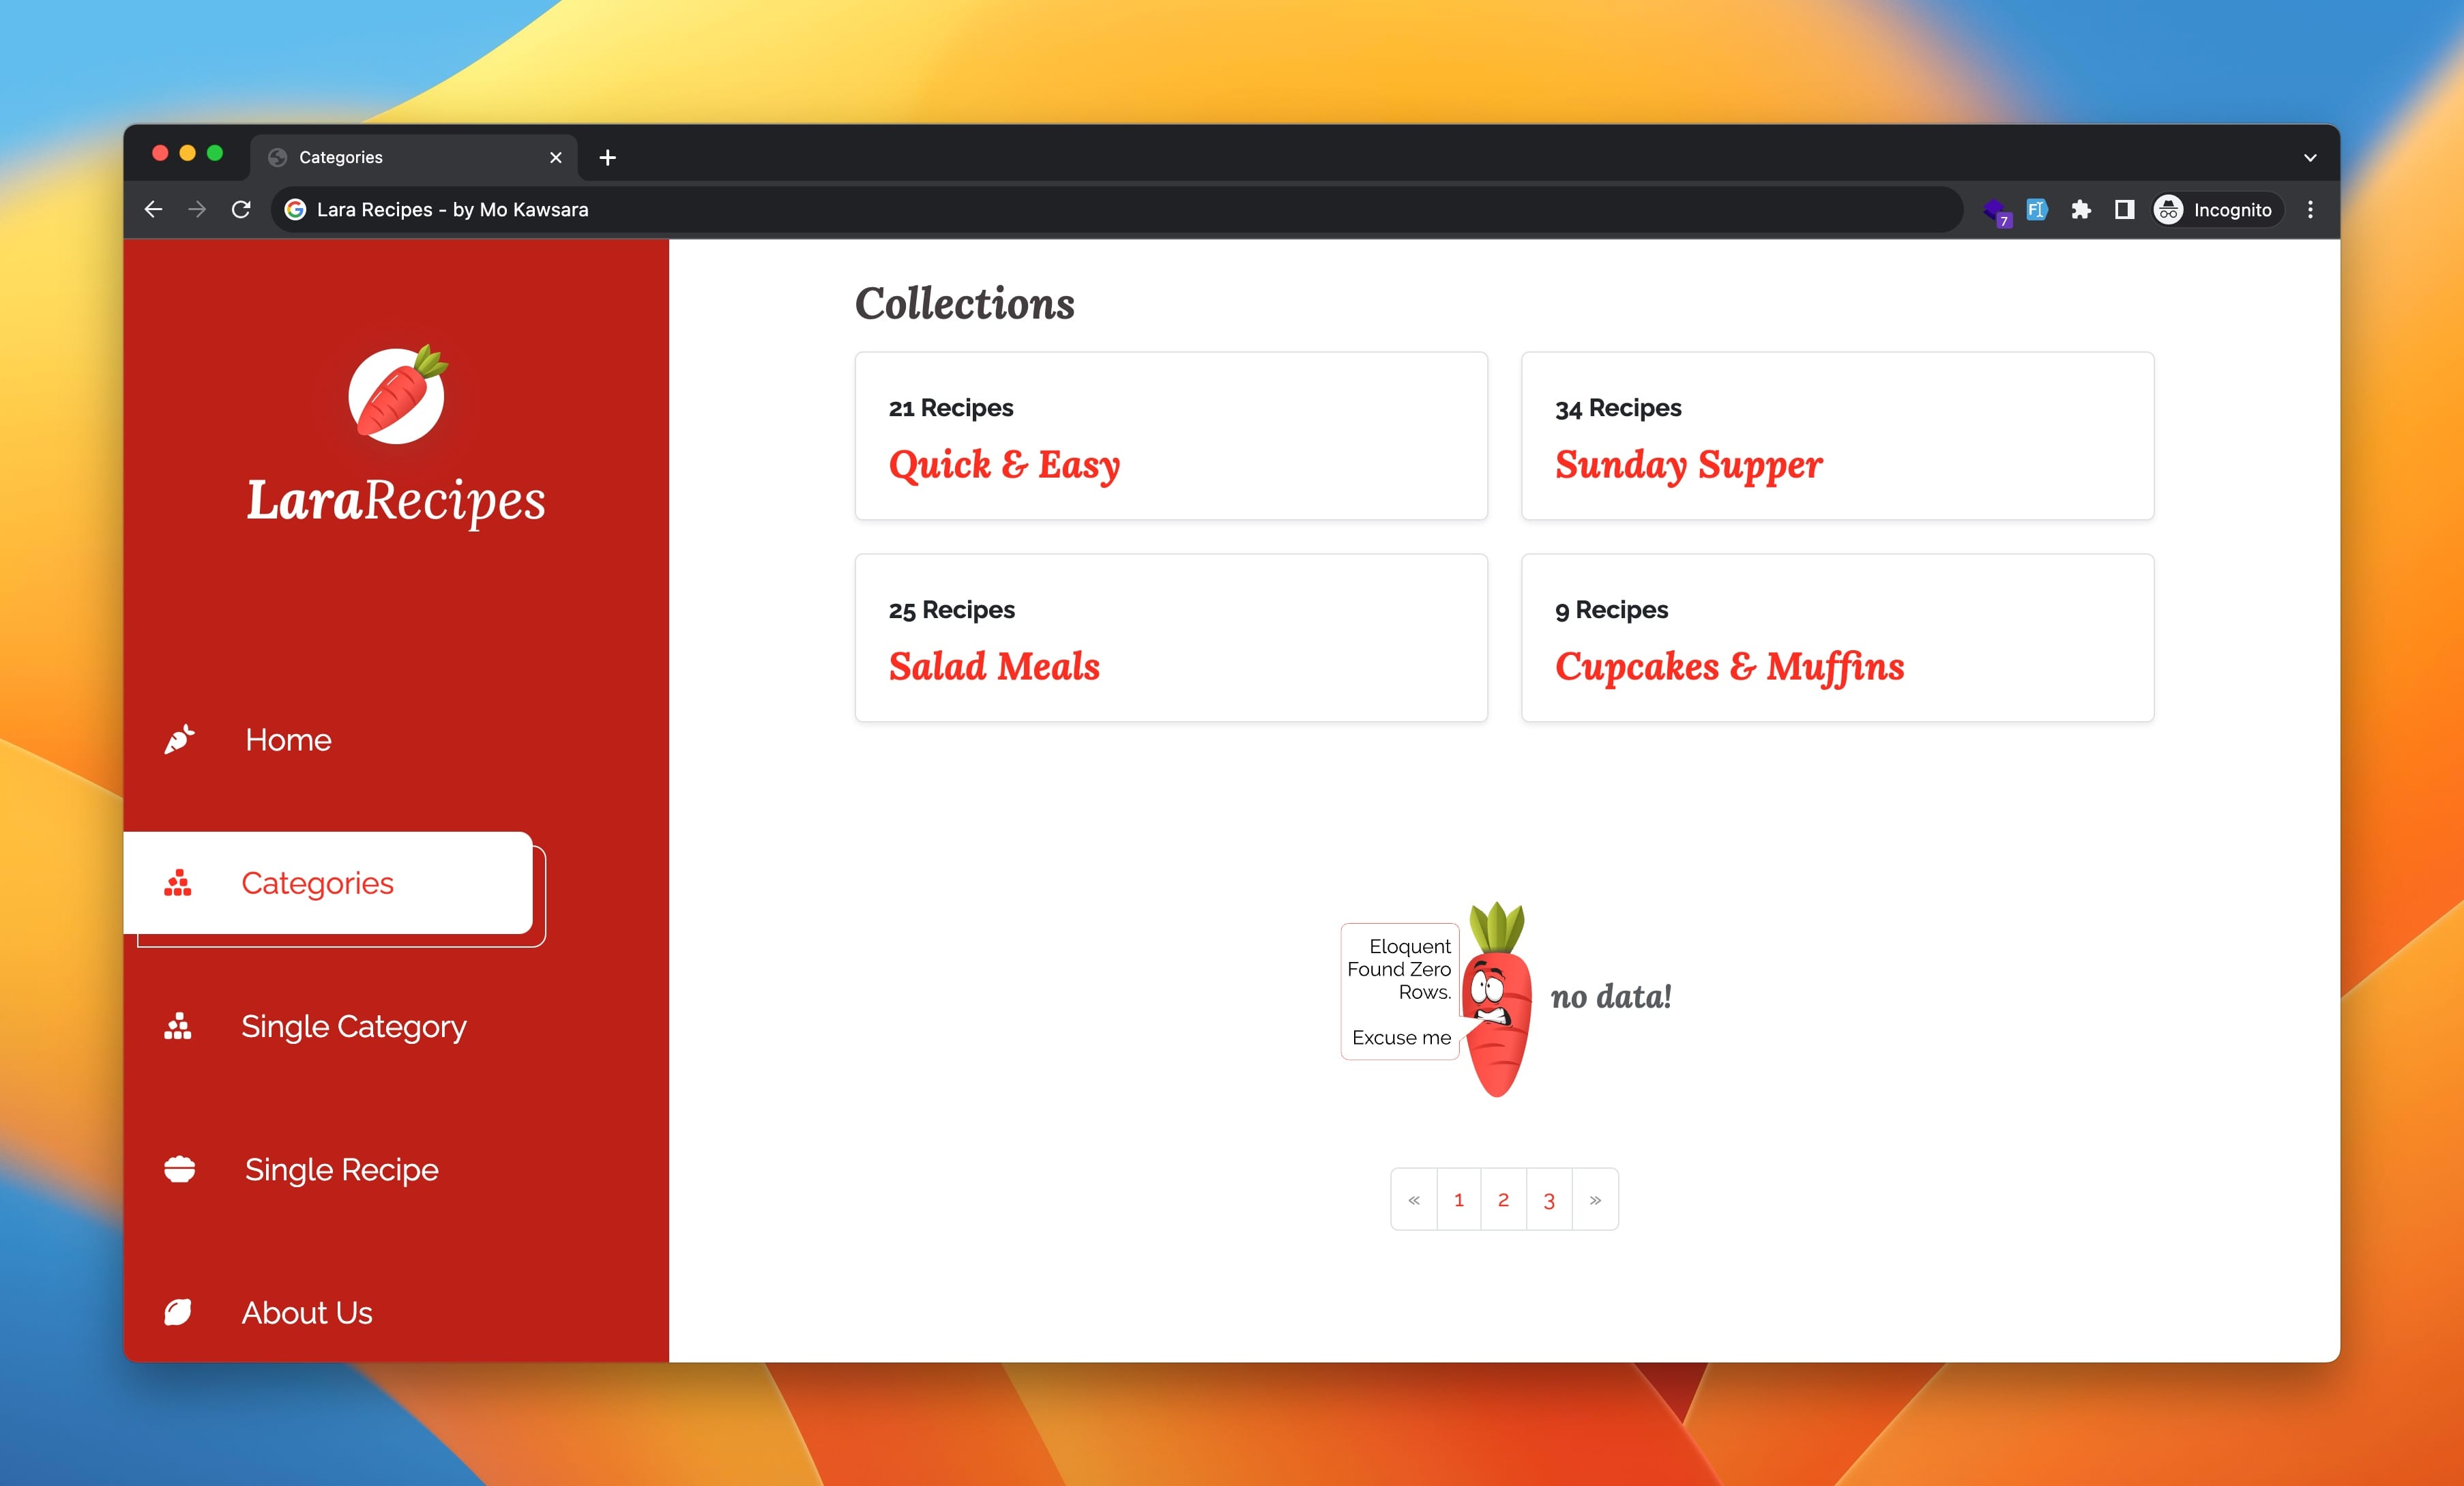 Categories
Lara Recipes - by Mo Kawsara
7
FI
Incognito
LaraRecipes
Home
Categories
Single Category
Single Recipe
About Us
Collections
21 Recipes
Quick & Easy
34 Recipes
Sunday Supper
25 Recipes
Salad Meals
9 Recipes
Cupcakes & Muffins
Eloquent
Found Zero
Rows.
Excuse me
no data!
« 1 2 3 »